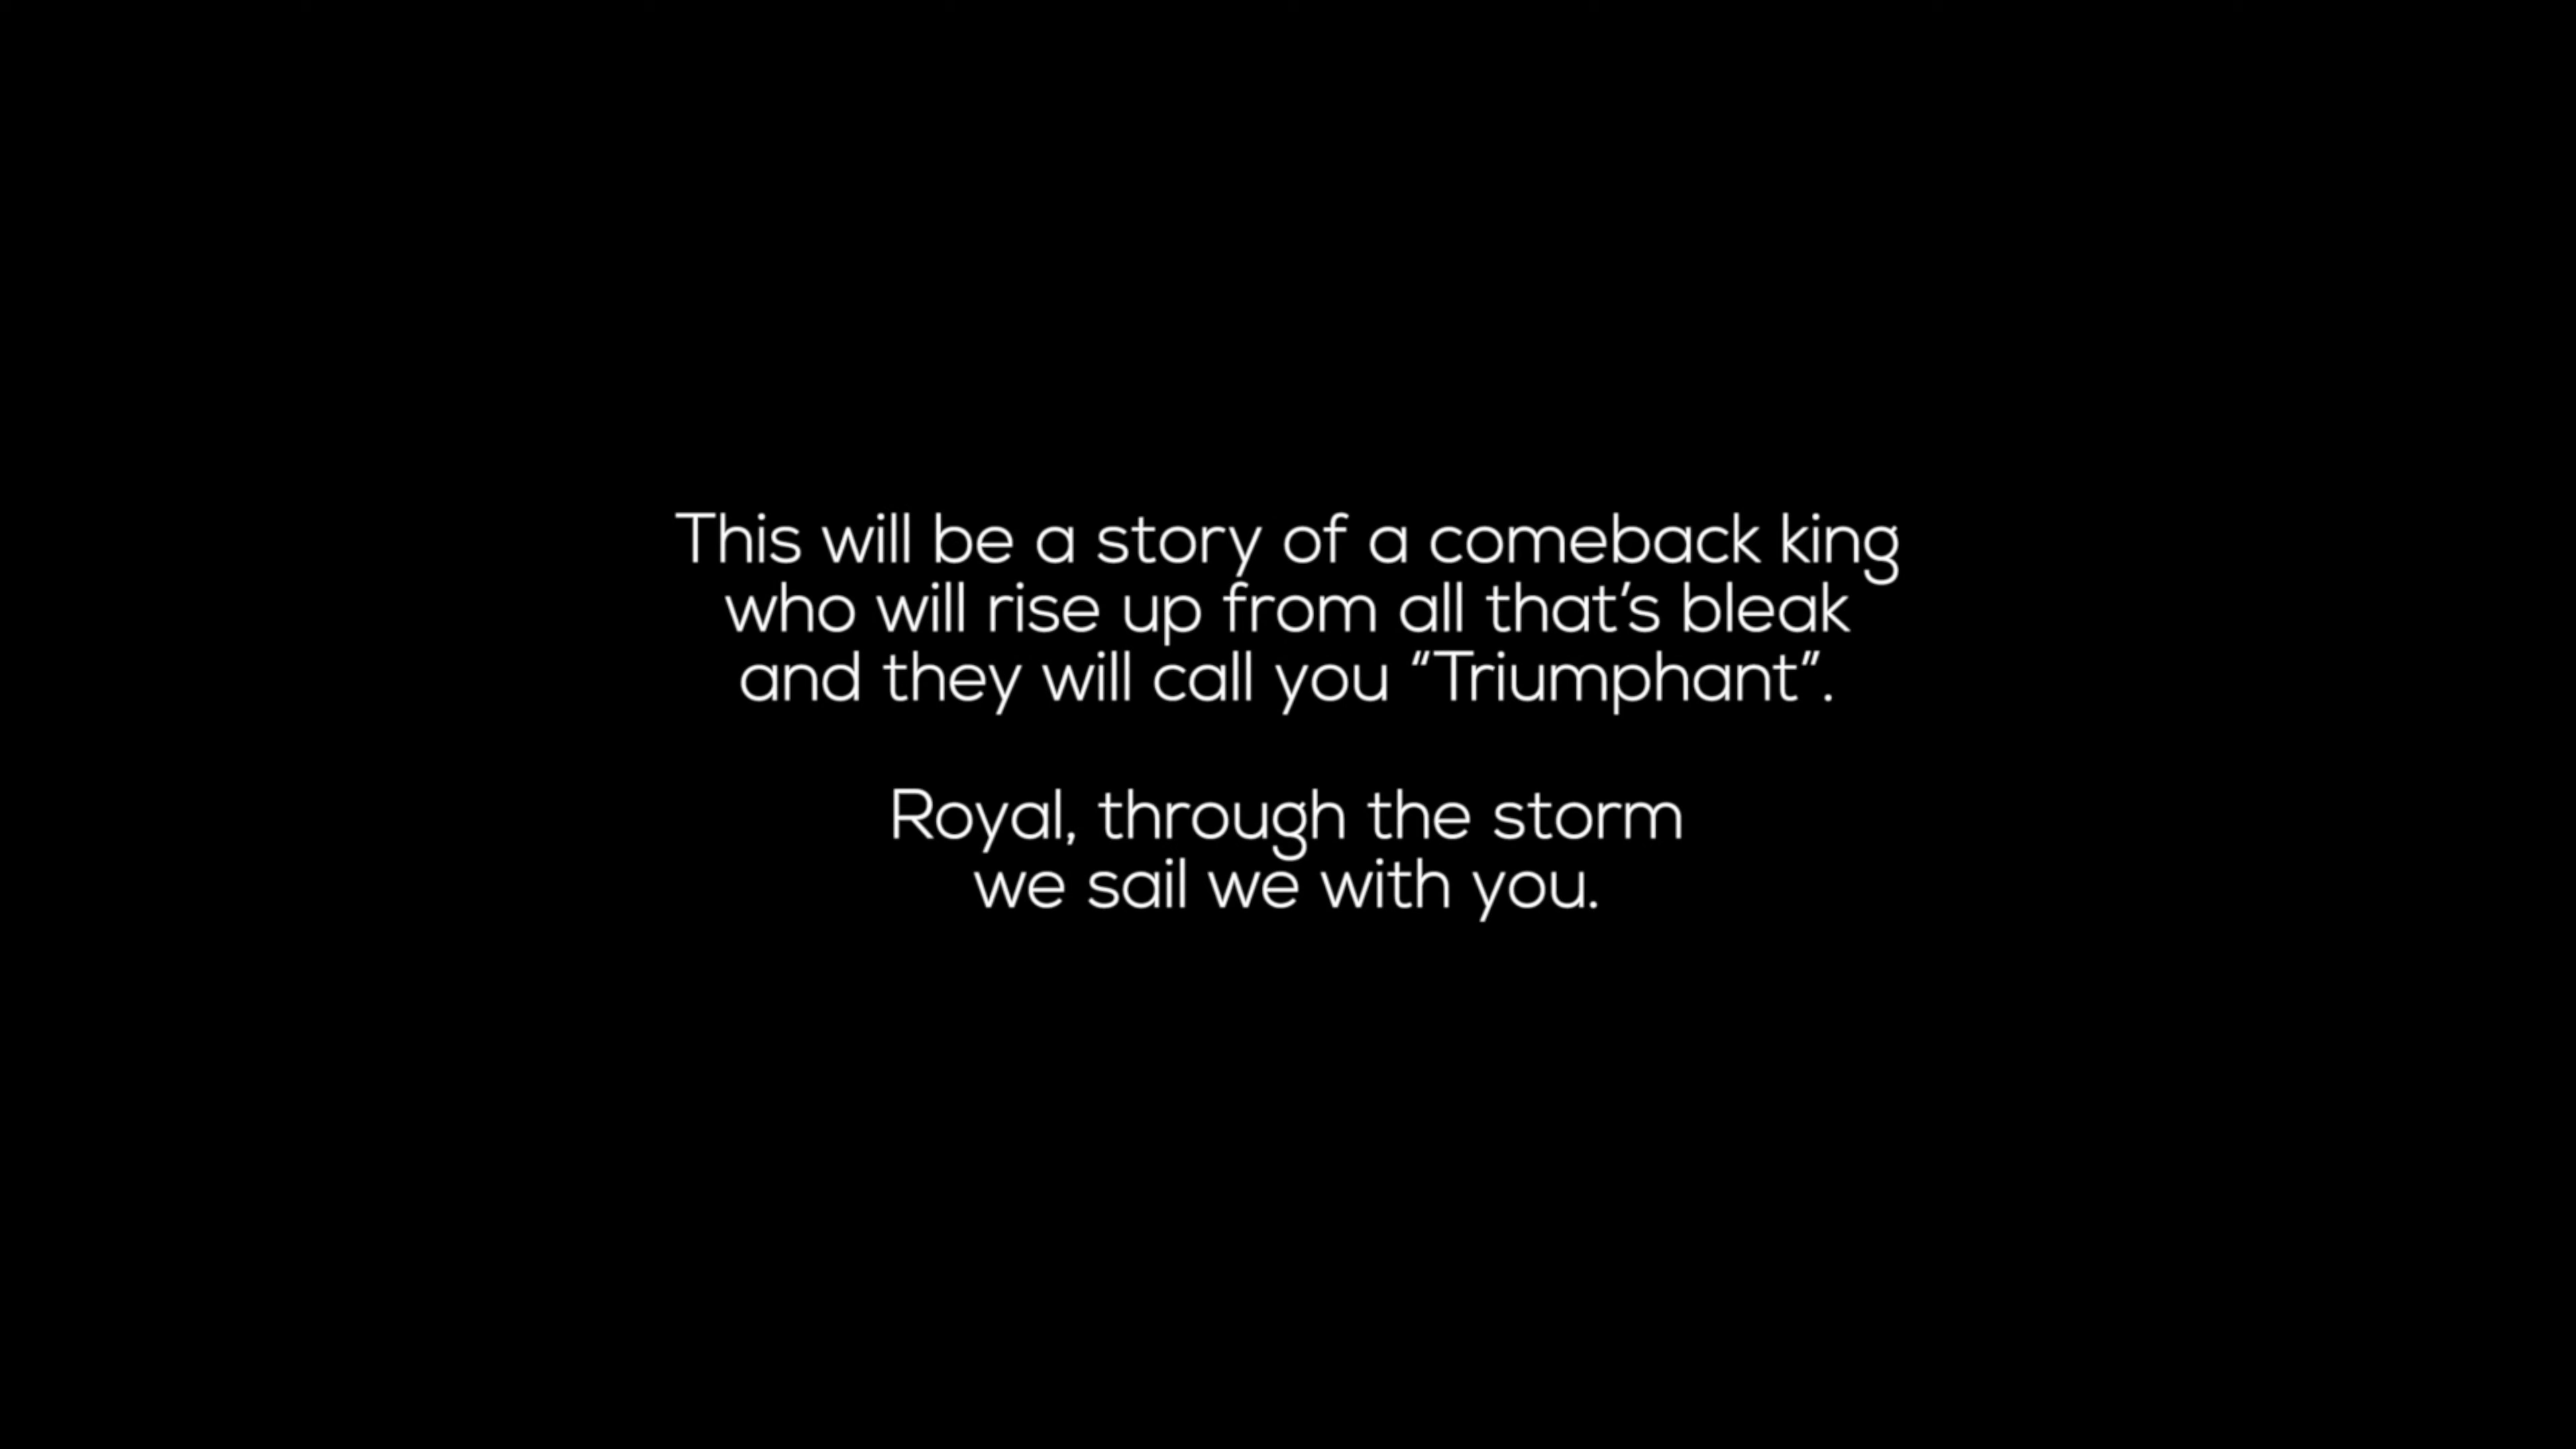 This will be a story of a comeback king
who will rise up from all that’s bleak
and they will call you “Triumphant”.
Royal, through the storm
we sail we with you.